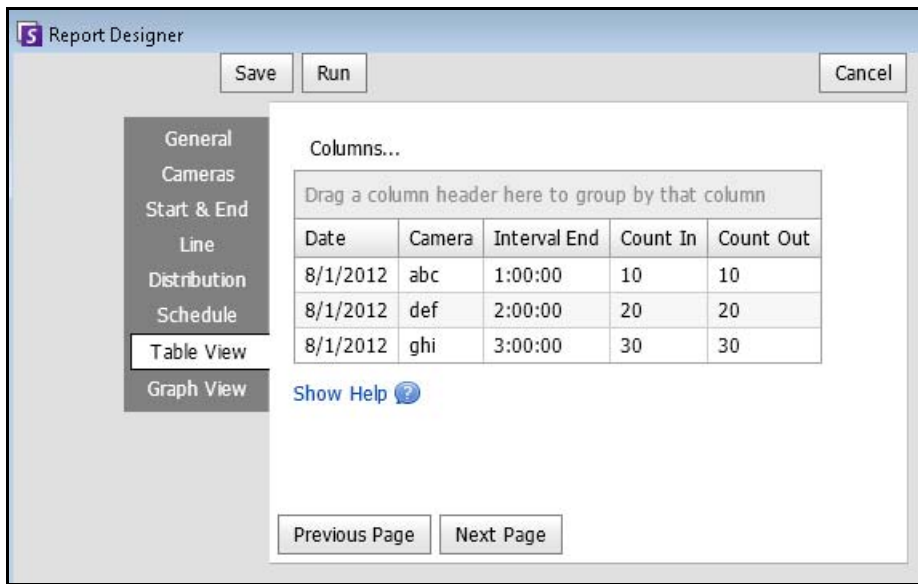 S Report Designer
Save Run Cancel
General
Cameras
Start & End
Line
Distribution
Schedule
Table View
Graph View
Columns...
Drag a column header here to group by that column
Date Camera Interval End Count In Count Out
8/1/2012 abc 1:00:00 10 10
8/1/2012 def 2:00:00 20 20
8/1/2012 ghi 3:00:00 30 30
Show Help ?
Previous Page Next Page